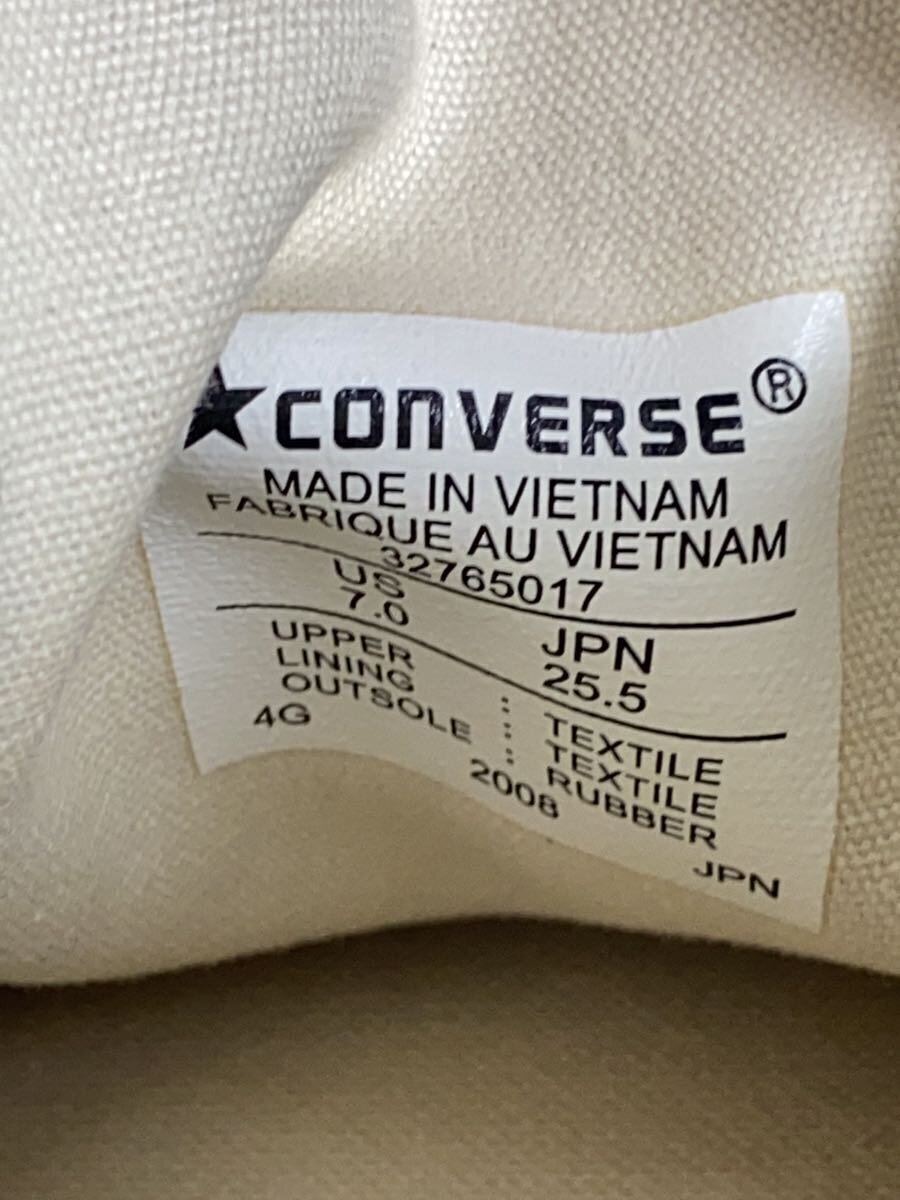 ★CONVERSE®
MADE IN VIETNAM
FABRIQUE AU VIETNAM
32765017
US JPN
7.0 25.5
UPPER : TEXTILE
LINING : TEXTILE
OUTSOLE : RUBBER
4G 2008 JPN